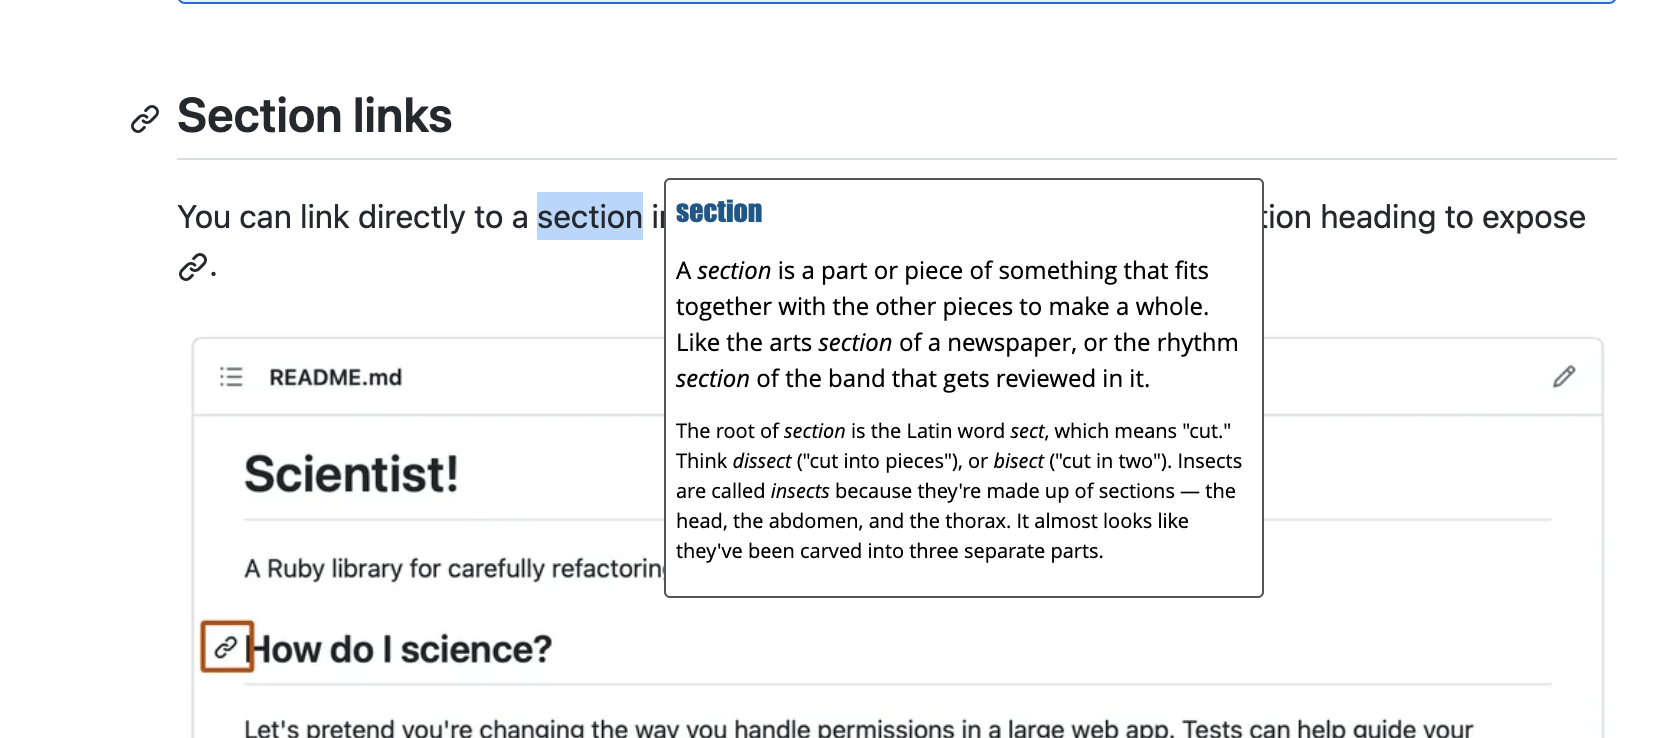 Section links
You can link directly to a section
tion heading to expose
.
section
A section is a part or piece of something that fits
together with the other pieces to make a whole.
Like the arts section of a newspaper, or the rhythm
section of the band that gets reviewed in it.
The root of section is the Latin word sect, which means "cut."
Think dissect ("cut into pieces"), or bisect ("cut in two"). Insects
are called insects because they're made up of sections — the
head, the abdomen, and the thorax. It almost looks like
they've been carved into three separate parts.
README.md
Scientist!
A Ruby library for carefully refactorin
How do I science?
Let's pretend you're changing the way you handle permissions in a large web app. Tests can help guide your